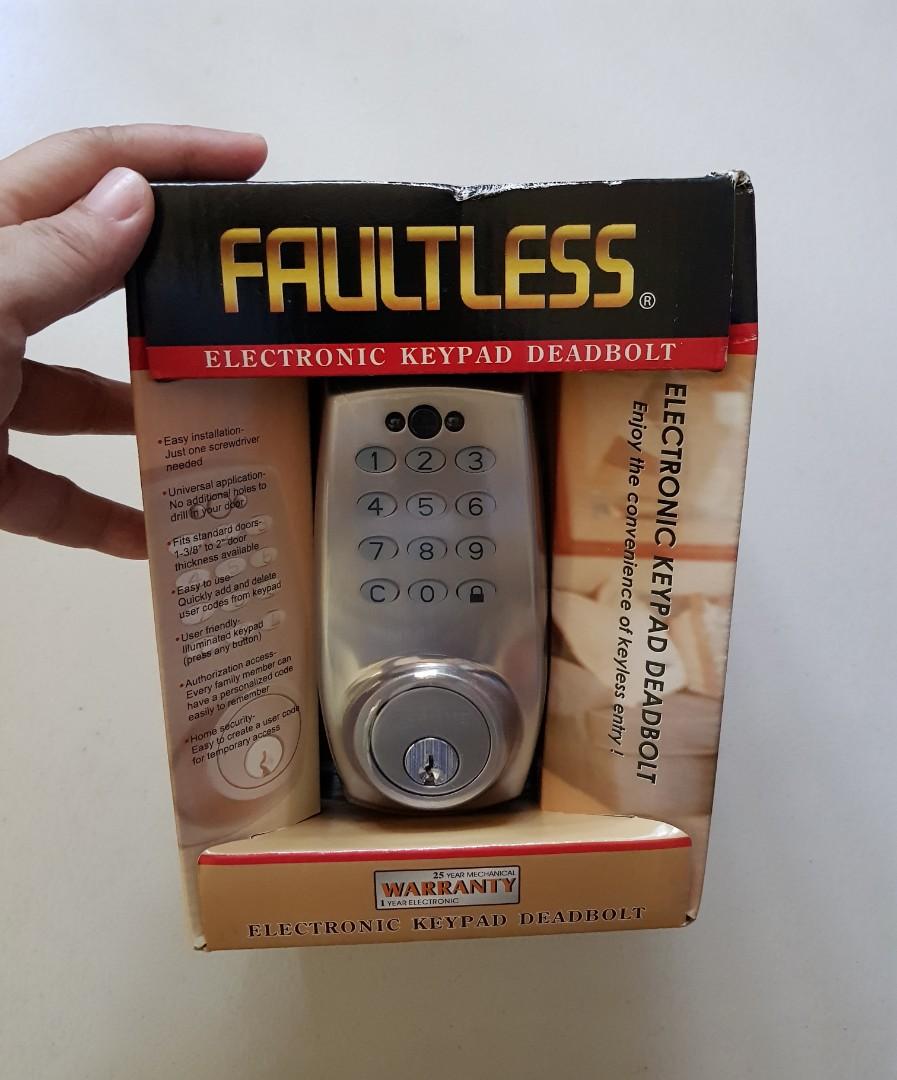 FAULTLESS®
ELECTRONIC KEYPAD DEADBOLT
• Easy installation-
Just one screwdriver
needed
• Universal application-
No additional holes to
drill in your door
• Fits standard doors-
1-3/8" to 2" door
thickness available
• Easy to use-
Quickly add and delete
user codes from keypad
• User friendly-
Illuminated keypad
(press any button)
• Authorization access-
Every family member can
have a personalized code
easily to remember
• Home security-
Easy to create a user code
for temporary access
1 2 3
4 5 6
7 8 9
C 0
ELECTRONIC KEYPAD DEADBOLT
Enjoy the convenience of keyless entry !
25 YEAR MECHANICAL
WARRANTY
1 YEAR ELECTRONIC
ELECTRONIC KEYPAD DEADBOLT